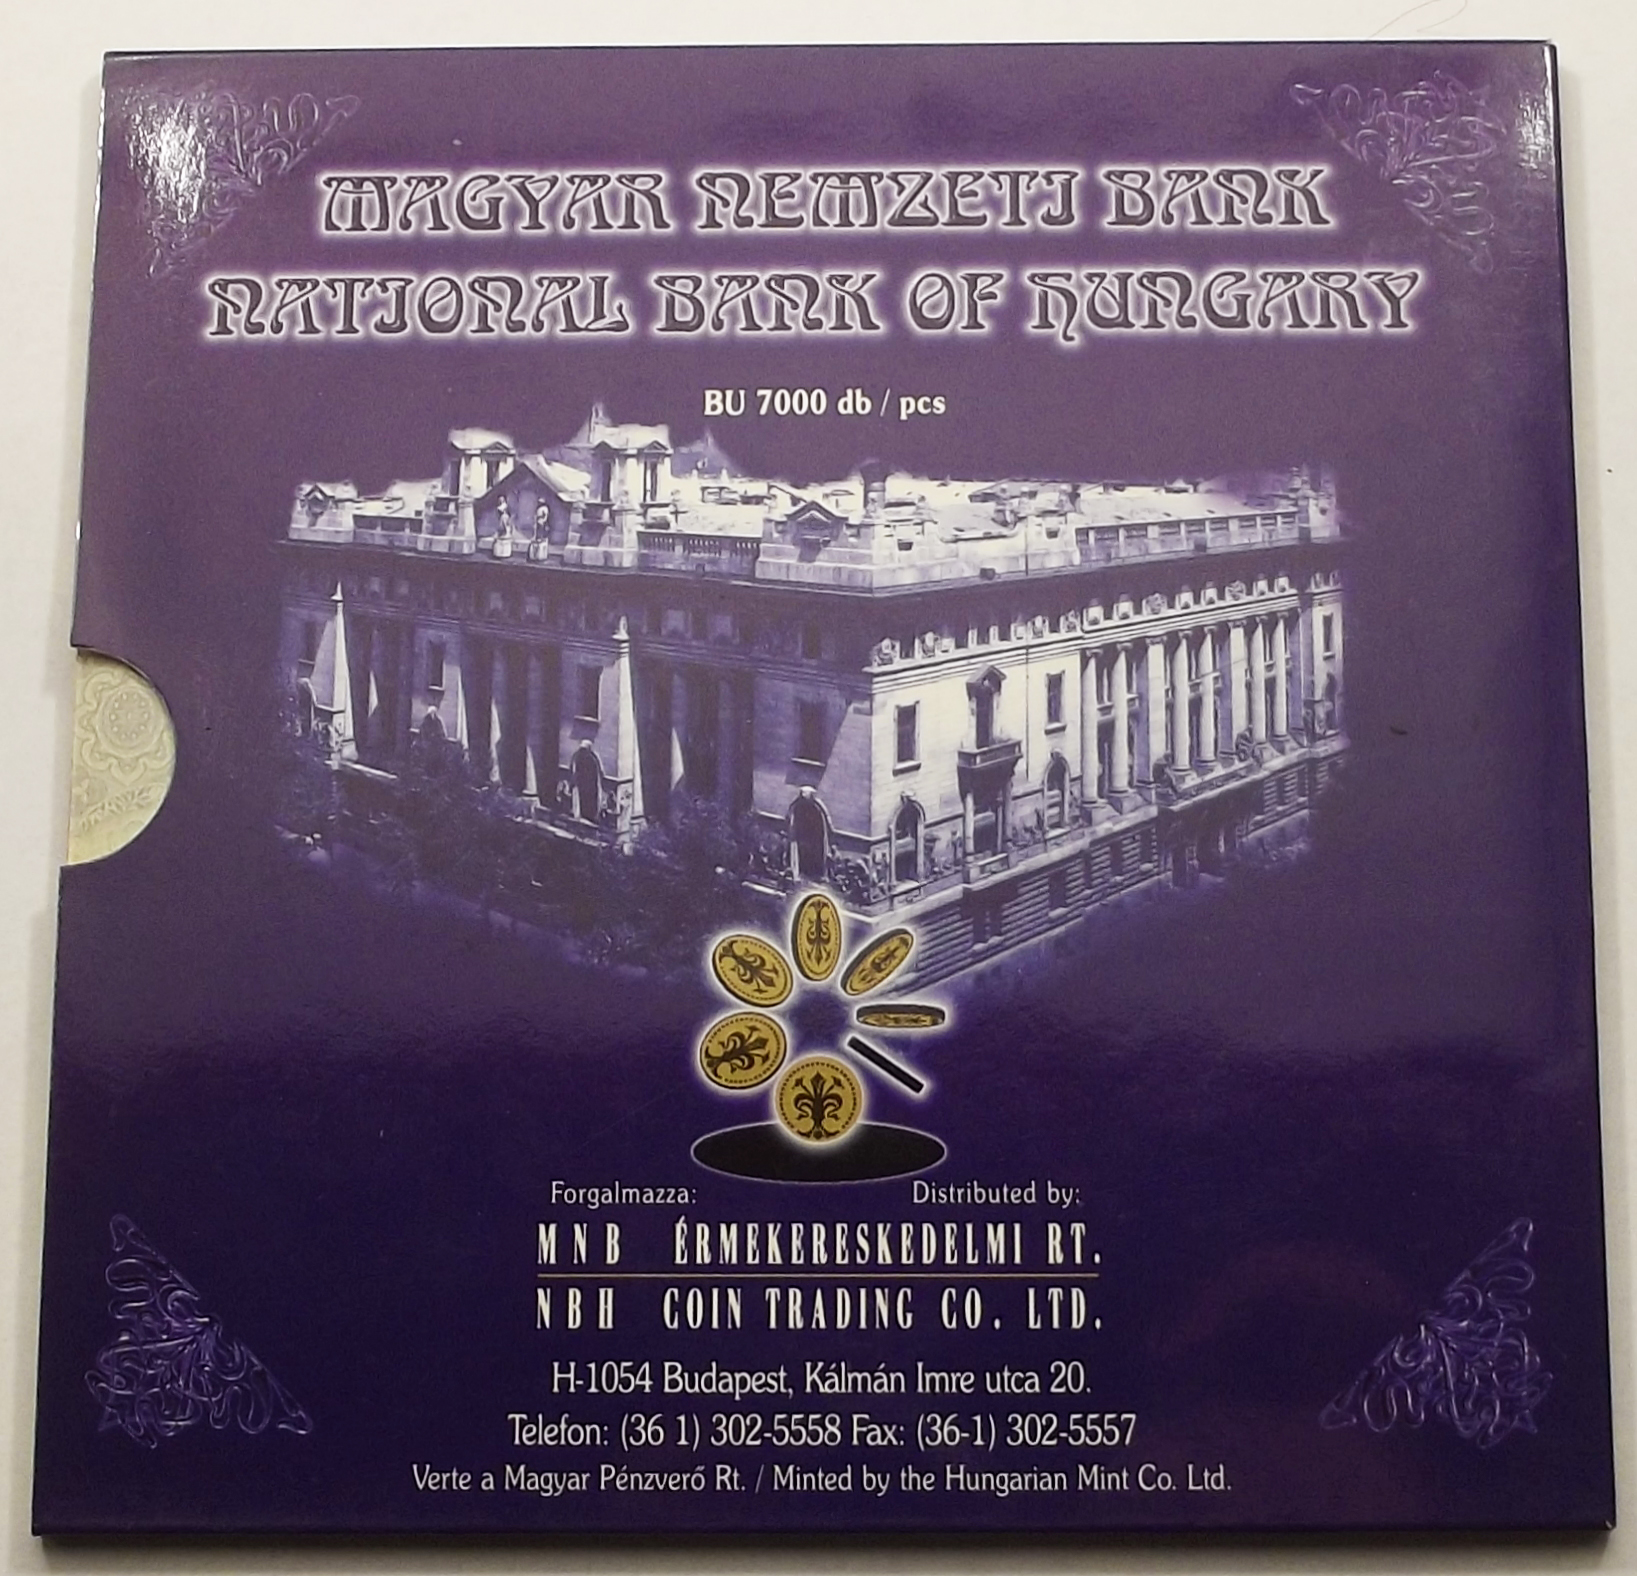 MAGYAR NEMZETI BANK
NATIONAL BANK OF HUNGARY
BU 7000 db / pcs
Forgalmazza: Distributed by:
MNB ÉRMEKERESKEDELMI RT.
NBH COIN TRADING CO. LTD.
H-1054 Budapest, Kálmán Imre utca 20.
Telefon: (36 1) 302-5558 Fax: (36-1) 302-5557
Verte a Magyar Pénzverő Rt. / Minted by the Hungarian Mint Co. Ltd.